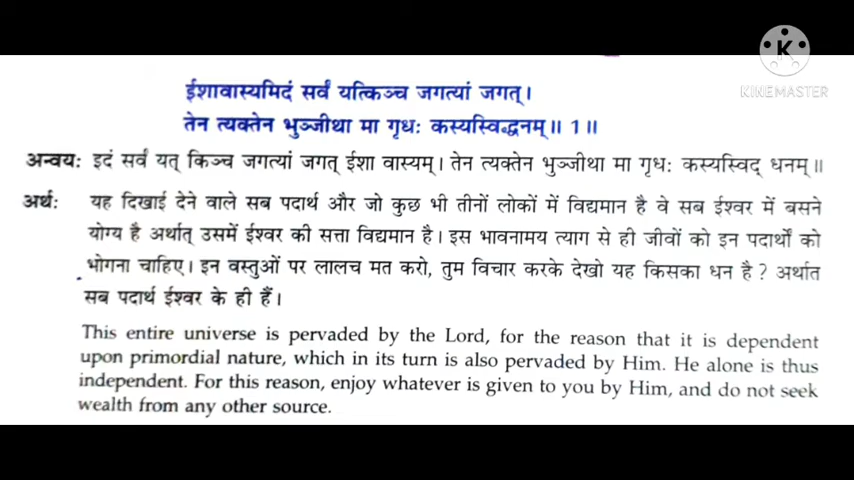 K
KINEMASTER
ईशावास्यमिदं सर्वं यत्किञ्च जगत्यां जगत्।
तेन त्यक्तेन भुञ्जीथा मा गृधः कस्यस्विद्धनम्॥ 1॥
अन्वयः इदं सर्वं यत् किञ्च जगत्यां जगत् ईशा वास्यम्। तेन त्यक्तेन भुञ्जीथा मा गृधः कस्यस्विद् धनम्॥
अर्थः यह दिखाई देने वाले सब पदार्थ और जो कुछ भी तीनों लोकों में विद्यमान है वे सब ईश्वर में बसने
योग्य है अर्थात् उसमें ईश्वर की सत्ता विद्यमान है। इस भावनामय त्याग से ही जीवों को इन पदार्थों को
भोगना चाहिए। इन वस्तुओं पर लालच मत करो, तुम विचार करके देखो यह किसका धन है? अर्थात
सब पदार्थ ईश्वर के ही हैं।
This entire universe is pervaded by the Lord, for the reason that it is dependent
upon primordial nature, which in its turn is also pervaded by Him. He alone is thus
independent. For this reason, enjoy whatever is given to you by Him, and do not seek
wealth from any other source.